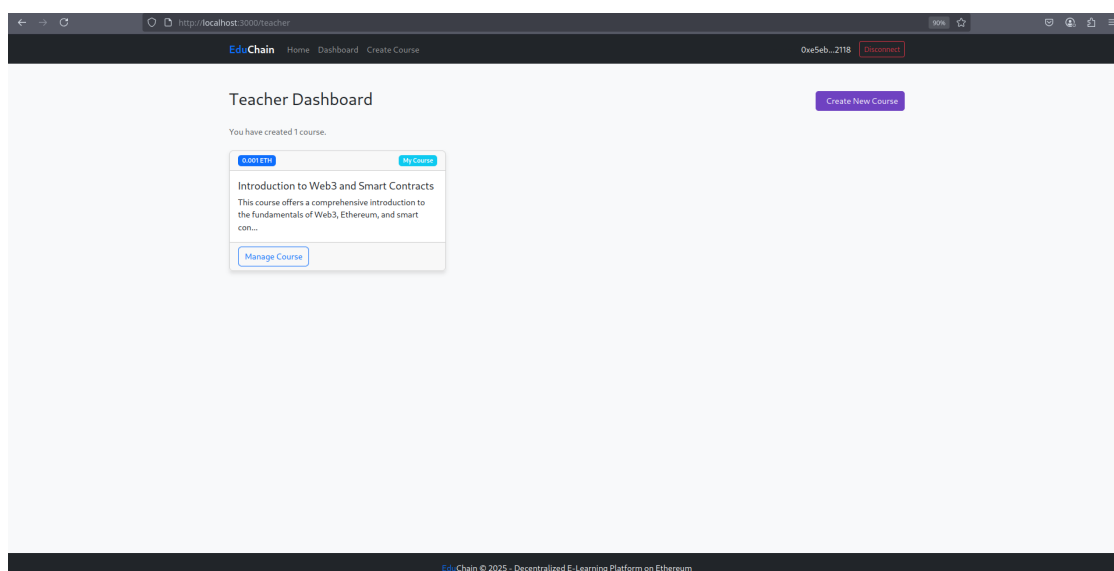 http://localhost:3000/teacher 90%
EduChain Home Dashboard Create Course 0xe5eb...2118 Disconnect
Teacher Dashboard Create New Course
You have created 1 course.
0.001 ETH My Course
Introduction to Web3 and Smart Contracts
This course offers a comprehensive introduction to
the fundamentals of Web3, Ethereum, and smart
con...
Manage Course
EduChain © 2025 - Decentralized E-Learning Platform on Ethereum